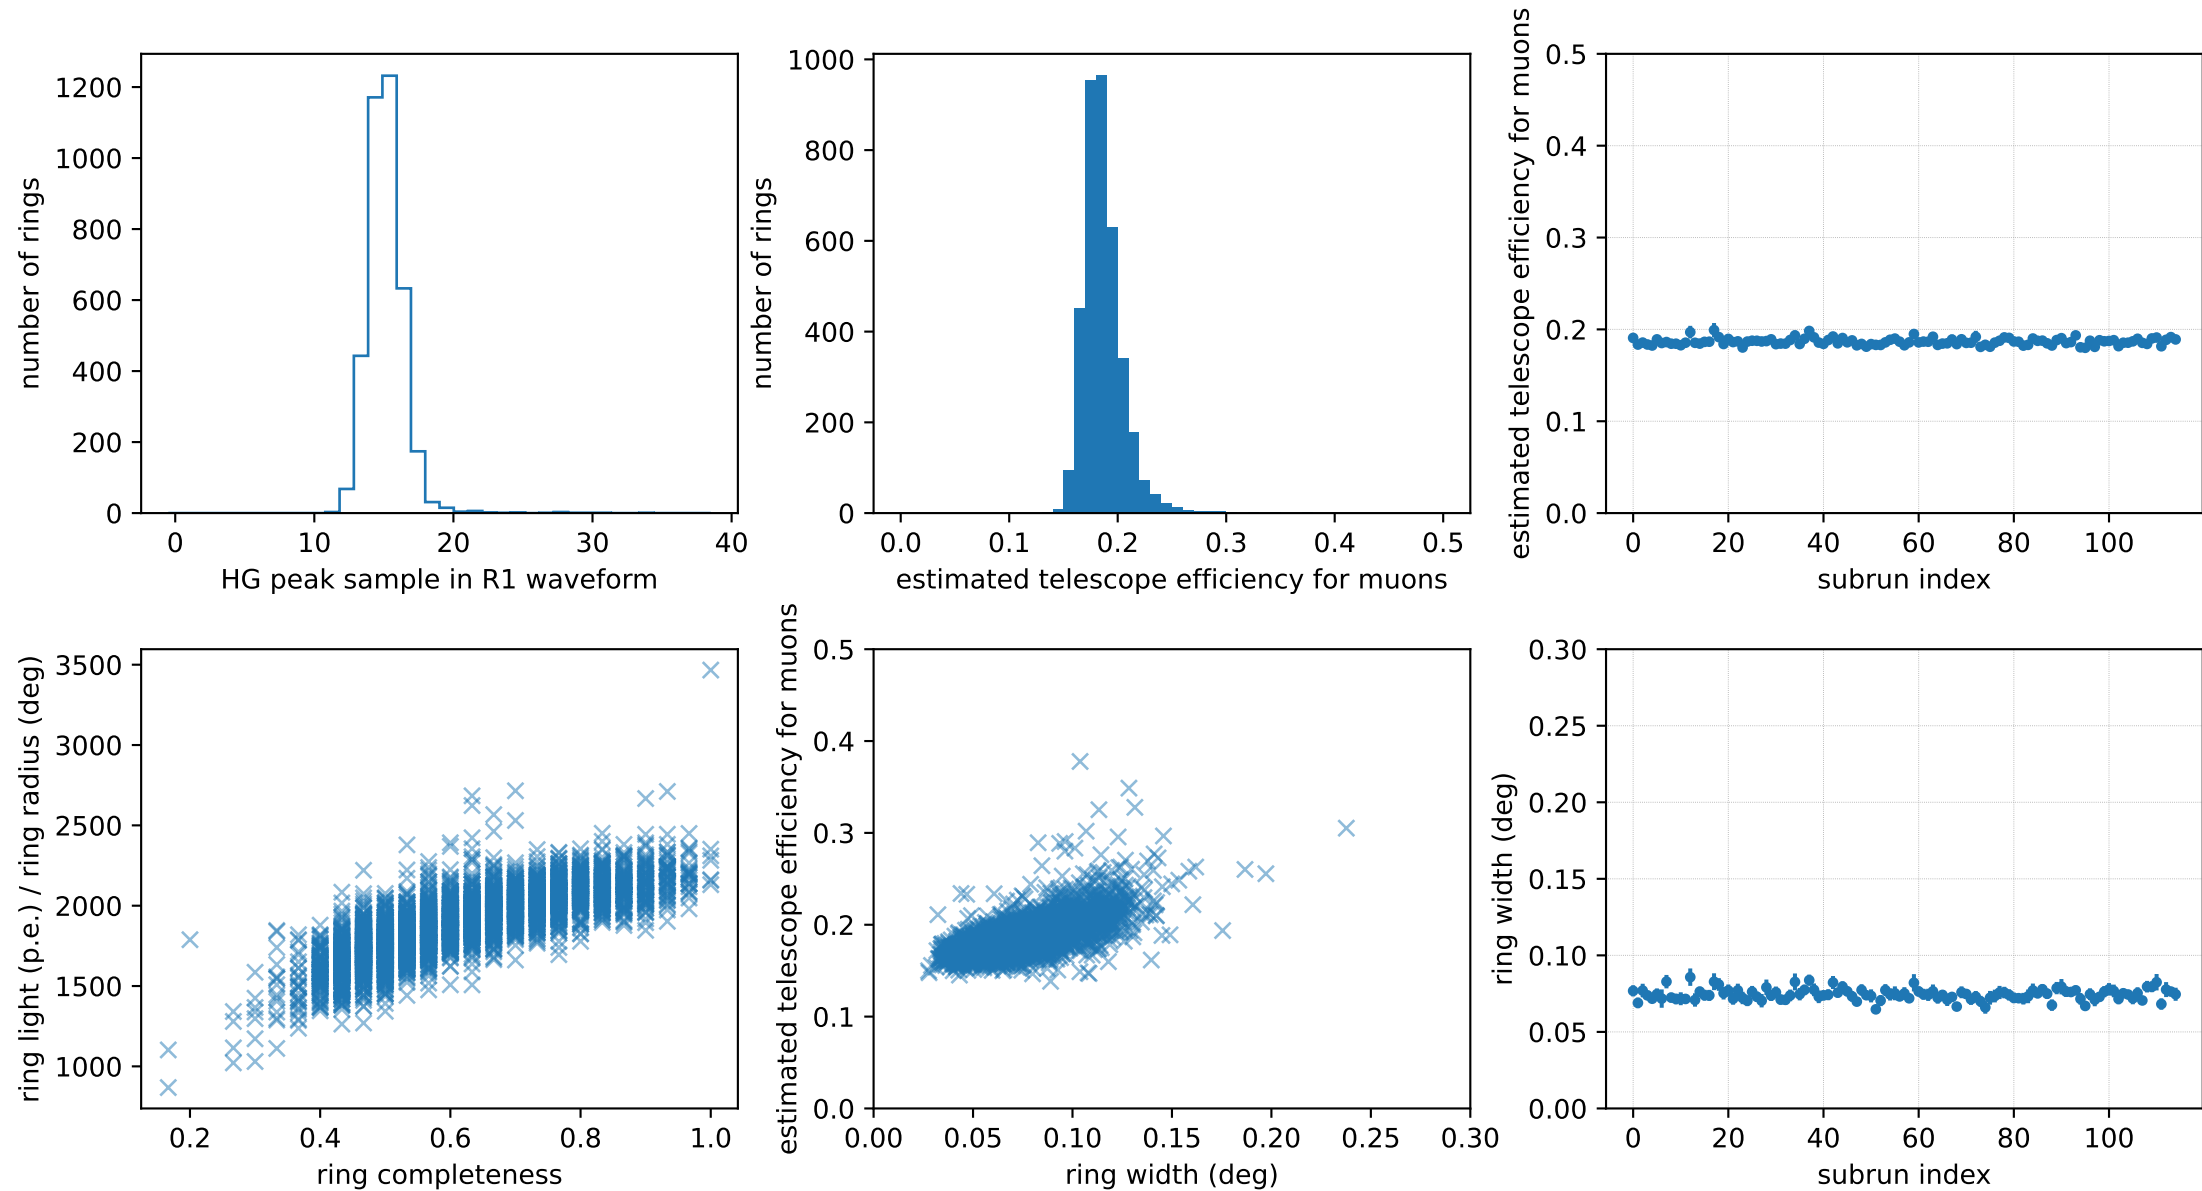 number of rings
1200
1000
800
600
400
200
0
0 10 20 30 40
HG peak sample in R1 waveform
number of rings
1000
800
600
400
200
0
0.0 0.1 0.2 0.3 0.4 0.5
estimated telescope efficiency for muons
estimated telescope efficiency for muons
0.5
0.4
0.3
0.2
0.1
0.0
0 20 40 60 80 100
subrun index
ring light (p.e.) / ring radius (deg)
3500
3000
2500
2000
1500
1000
0.2 0.4 0.6 0.8 1.0
ring completeness
estimated telescope efficiency for muons
0.5
0.4
0.3
0.2
0.1
0.0
0.00 0.05 0.10 0.15 0.20 0.25 0.30
ring width (deg)
ring width (deg)
0.30
0.25
0.20
0.15
0.10
0.05
0.00
0 20 40 60 80 100
subrun index